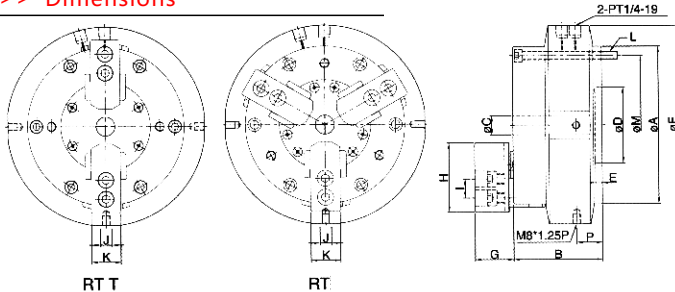 >> Dimensions
2-PT1/4-19
L
øC
øD
øM
øA
øF
H
I
E
J
K
J
K
M8*1.25P
P
G
B
RT T
RT